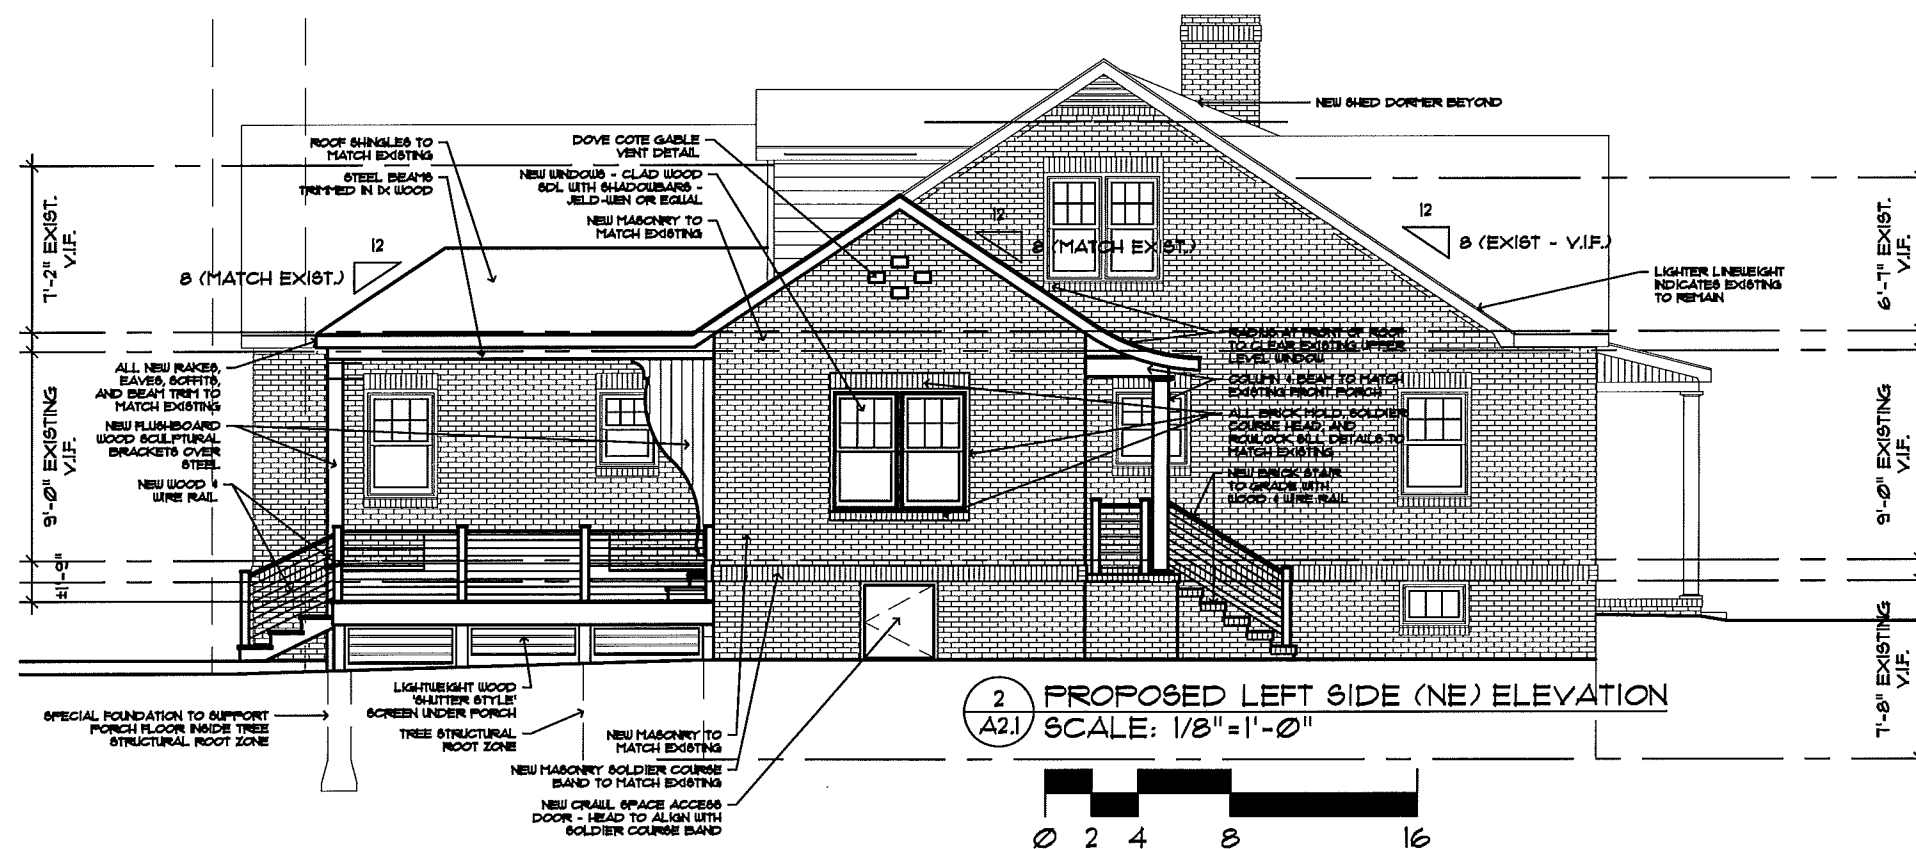 NEW SHED DORMER BEYOND
ROOF SHINGLES TO
MATCH EXISTING
STEEL BEAMS
TRIMMED IN 1X WOOD
DOVE COTE GABLE
VENT DETAIL
NEW WINDOWS - CLAD WOOD
SDL WITH SHADOWBARS -
JELD-WEN OR EQUAL
NEW MASONRY TO
MATCH EXISTING
12
8 (MATCH EXIST.)
12
8 (MATCH EXIST.)
12
8 (EXIST - V.I.F.)
LIGHTER LINEWEIGHT
INDICATES EXISTING
TO REMAIN
7'-2" EXIST.
V.I.F.
9'-0" EXISTING
V.I.F.
±1'-9"
6'-7" EXIST.
V.I.F.
9'-0" EXISTING
V.I.F.
7'-8" EXISTING
V.I.F.
ALL NEW RAKES,
EAVES, SOFFITS,
AND BEAM TRIM TO
MATCH EXISTING
NEW FLUSHBOARD
WOOD SCULPTURAL
BRACKETS OVER
STEEL
NEW WOOD &
WIRE RAIL
RADIUS AT FRONT OF ROOF
TO CLEAR EXISTING UPPER
LEVEL WINDOW
COLUMN & BEAM TO MATCH
EXISTING FRONT PORCH
ALL BRICK MOLD, SOLDIER
COURSE HEAD, AND
ROWLOCK SILL DETAILS TO
MATCH EXISTING
NEW BRICK STAIR
TO GRADE WITH
WOOD & WIRE RAIL
SPECIAL FOUNDATION TO SUPPORT
PORCH FLOOR INSIDE TREE
STRUCTURAL ROOT ZONE
LIGHTWEIGHT WOOD
'SHUTTER STYLE'
SCREEN UNDER PORCH
TREE STRUCTURAL
ROOT ZONE
NEW MASONRY TO
MATCH EXISTING
NEW MASONRY SOLDIER COURSE
BAND TO MATCH EXISTING
NEW CRAWL SPACE ACCESS
DOOR - HEAD TO ALIGN WITH
SOLDIER COURSE BAND
2
A2.1
PROPOSED LEFT SIDE (NE) ELEVATION
SCALE: 1/8"=1'-0"
0 2 4 8 16